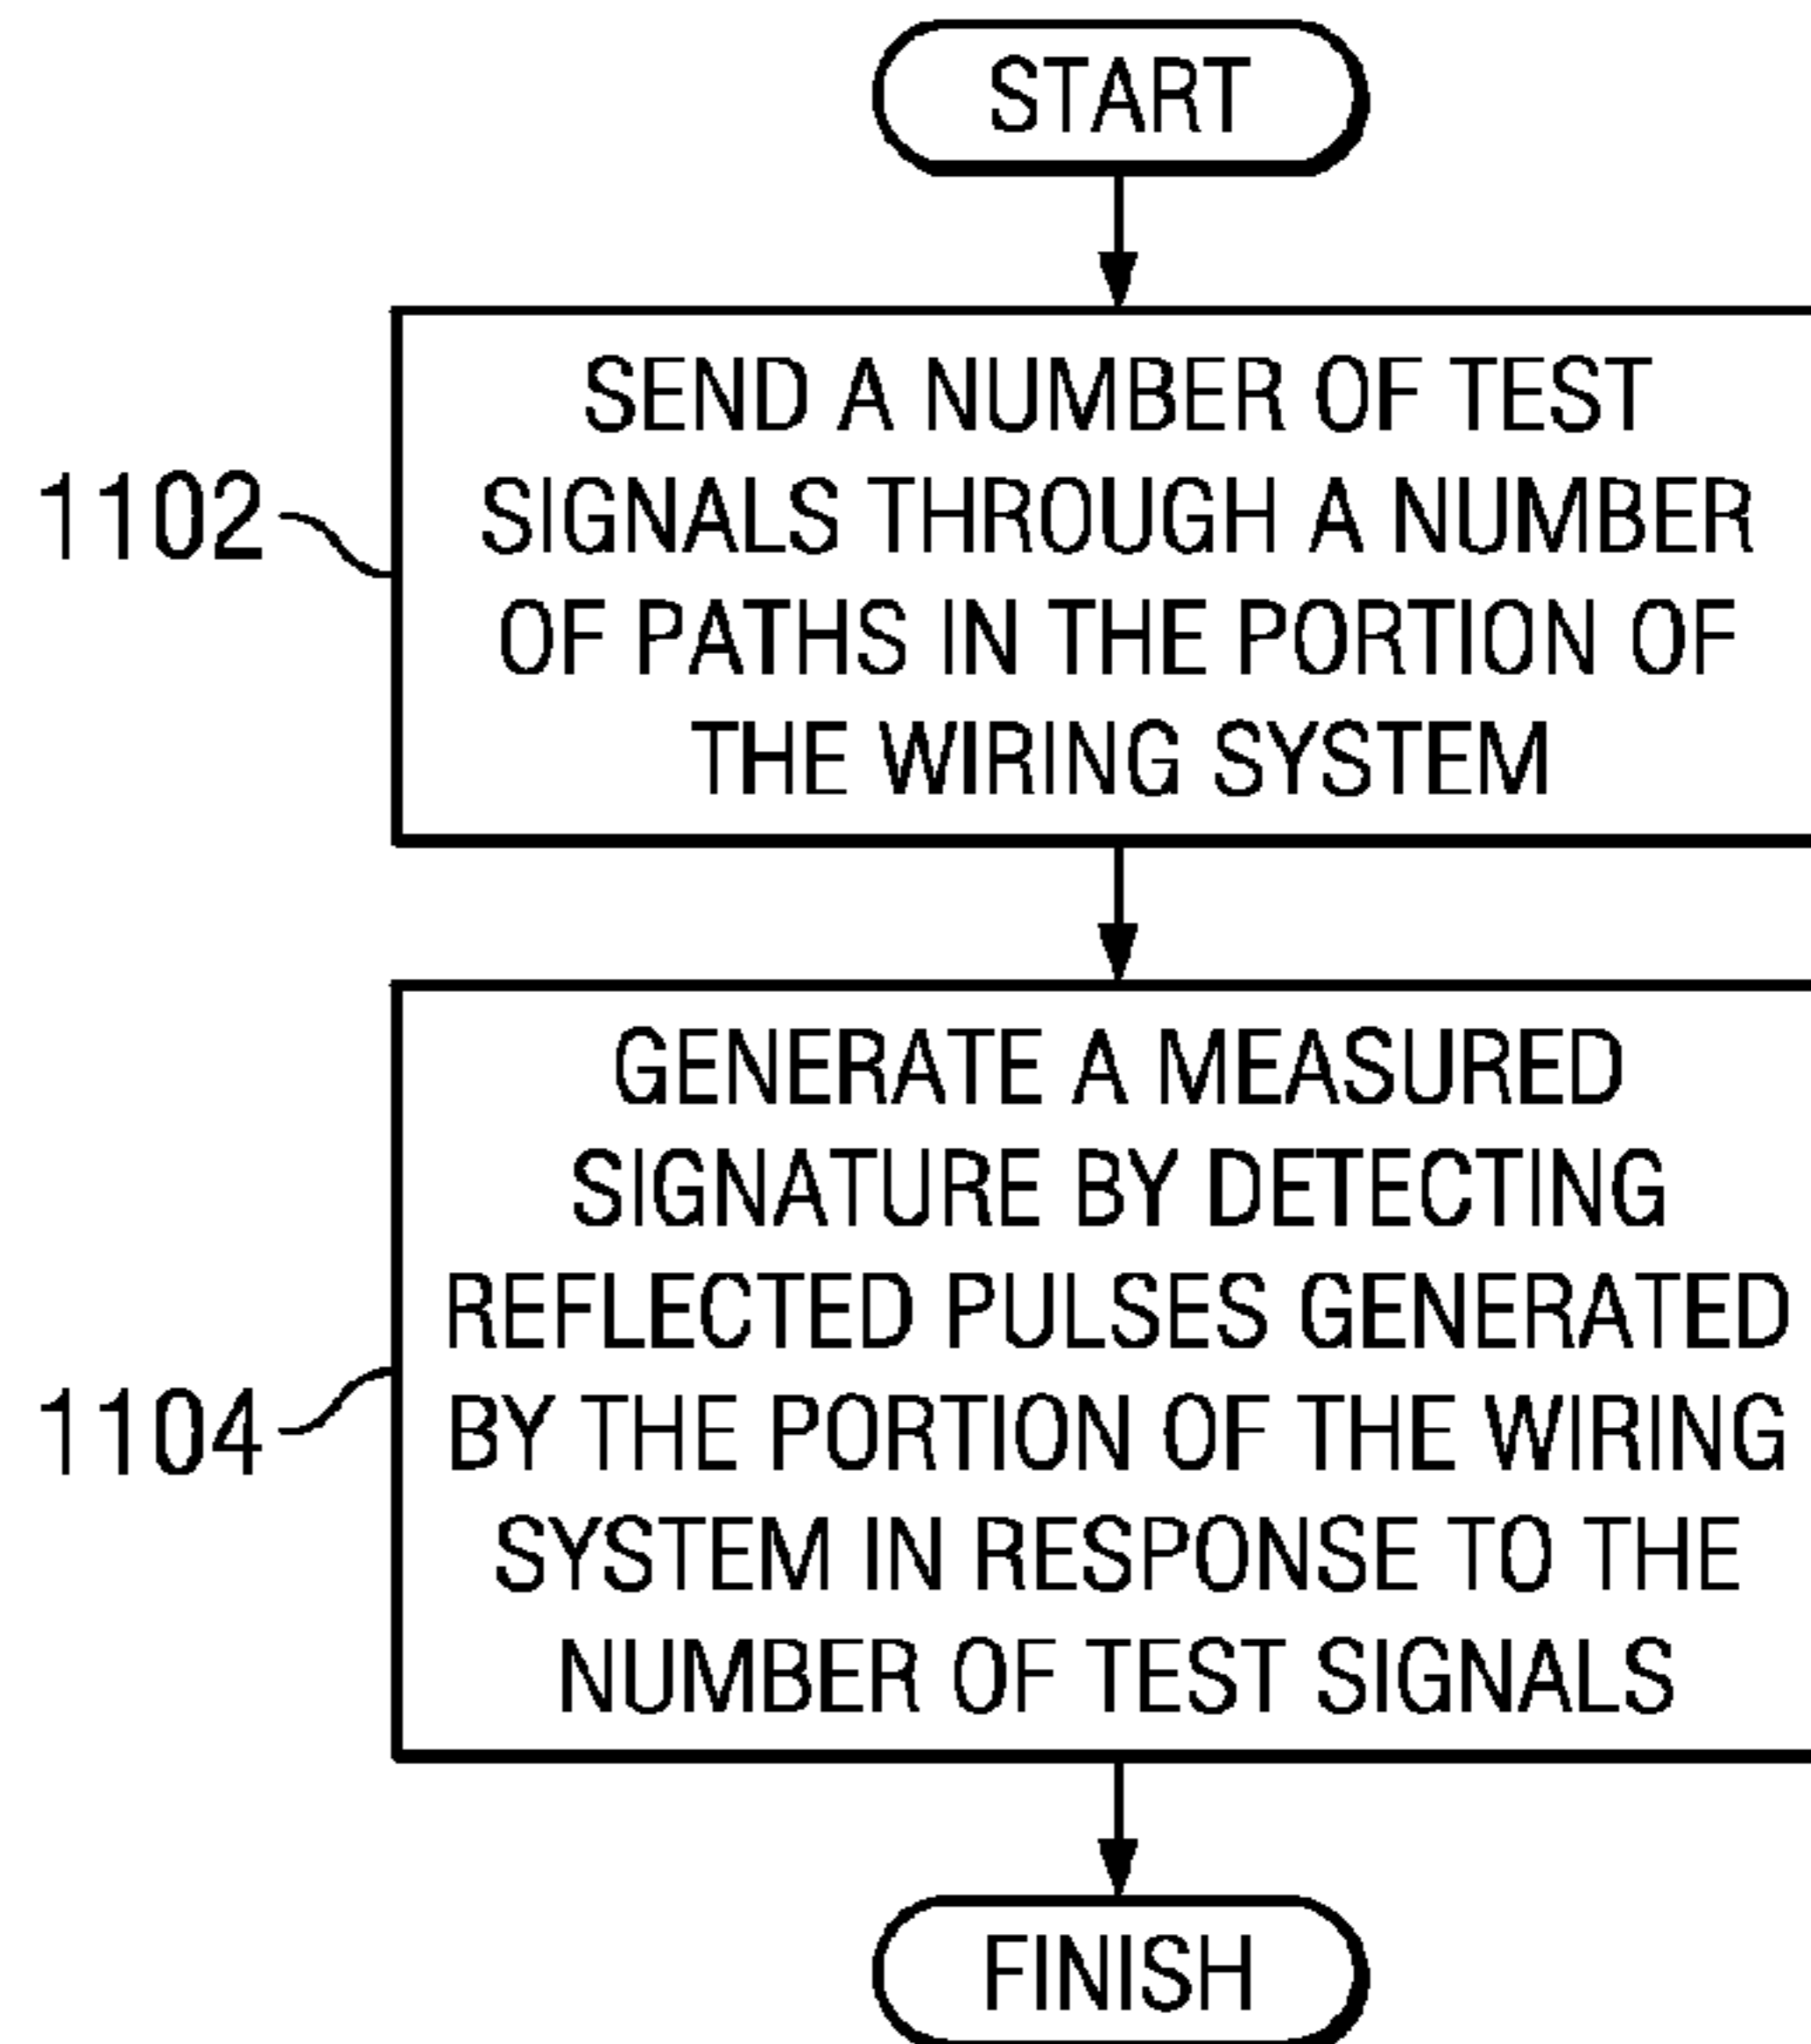 START
SEND A NUMBER OF TEST
SIGNALS THROUGH A NUMBER
OF PATHS IN THE PORTION OF
THE WIRING SYSTEM
1102
GENERATE A MEASURED
SIGNATURE BY DETECTING
REFLECTED PULSES GENERATED
BY THE PORTION OF THE WIRING
SYSTEM IN RESPONSE TO THE
NUMBER OF TEST SIGNALS
1104
FINISH